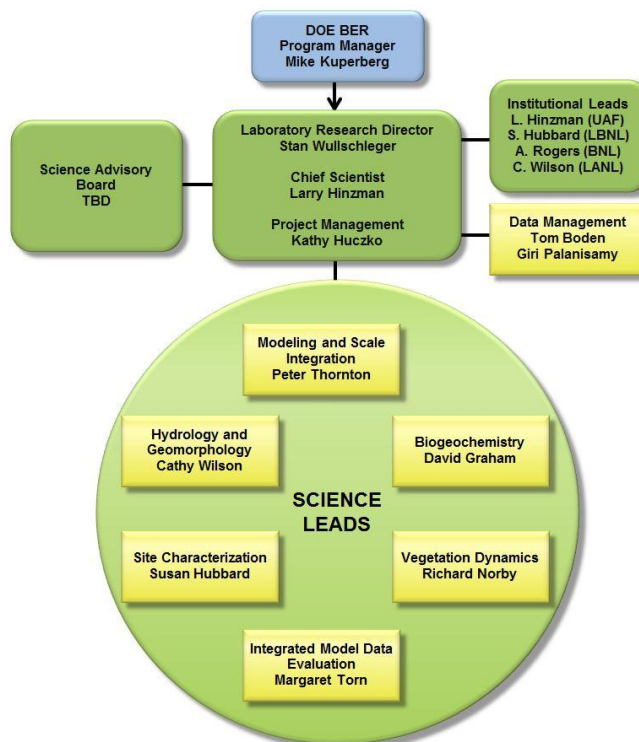 DOE BER
Program Manager
Mike Kuperberg
Laboratory Research Director
Stan Wullschleger
Chief Scientist
Larry Hinzman
Project Management
Kathy Huczko
Institutional Leads
L. Hinzman (UAF)
S. Hubbard (LBNL)
A. Rogers (BNL)
C. Wilson (LANL)
Science Advisory
Board
TBD
Data Management
Tom Boden
Giri Palanisamy
Modeling and Scale
Integration
Peter Thornton
Hydrology and
Geomorphology
Cathy Wilson
Biogeochemistry
David Graham
SCIENCE
LEADS
Site Characterization
Susan Hubbard
Vegetation Dynamics
Richard Norby
Integrated Model Data
Evaluation
Margaret Torn